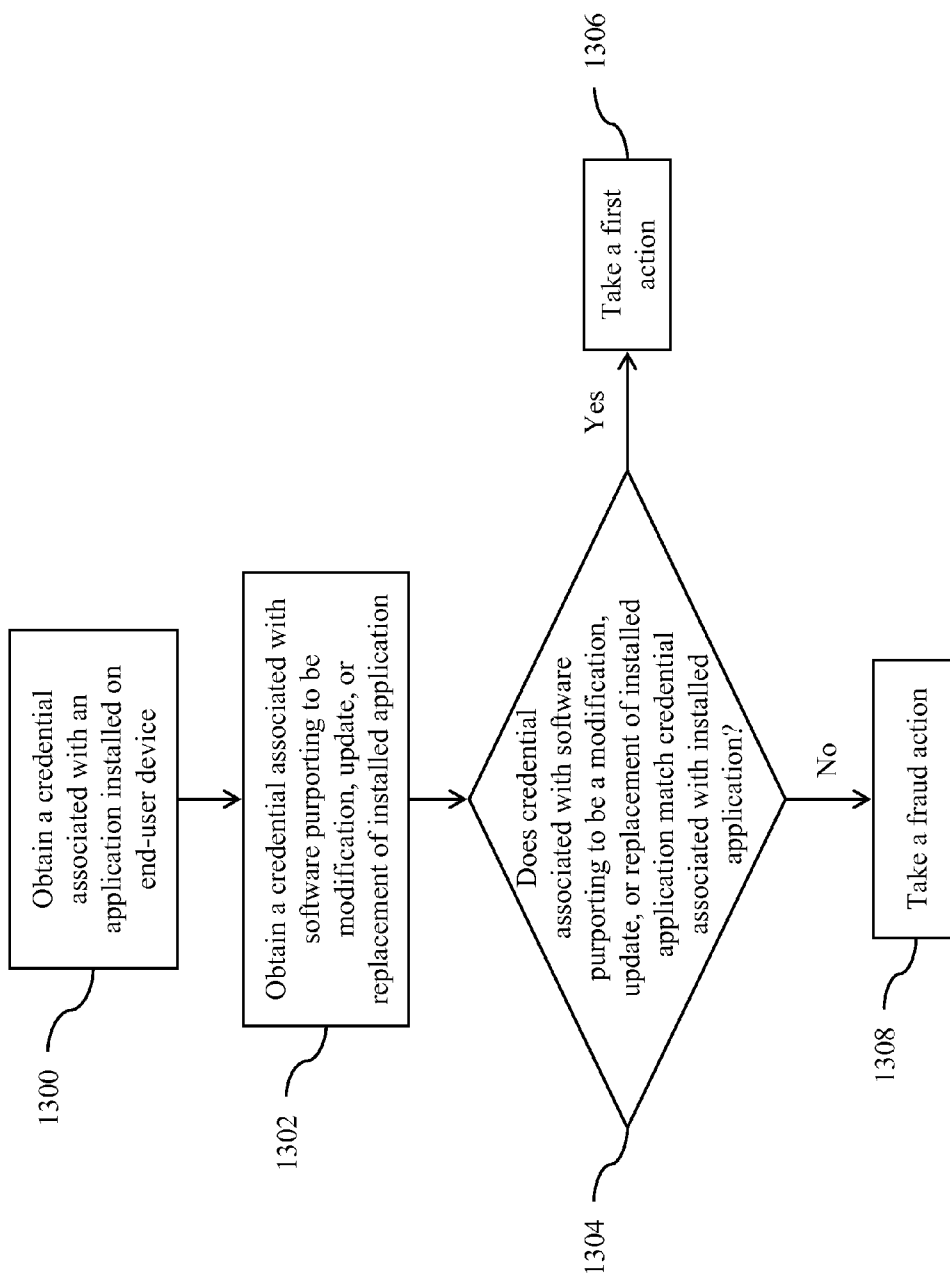 Obtain a credential
associated with an
application installed on
end-user device
1300
Obtain a credential associated with
software purporting to be
modification, update, or
replacement of installed application
1302
Does credential
associated with software
purporting to be a modification,
update, or replacement of installed
application match credential
associated with installed
application?
1304
Yes
Take a first
action
1306
No
Take a fraud action
1308